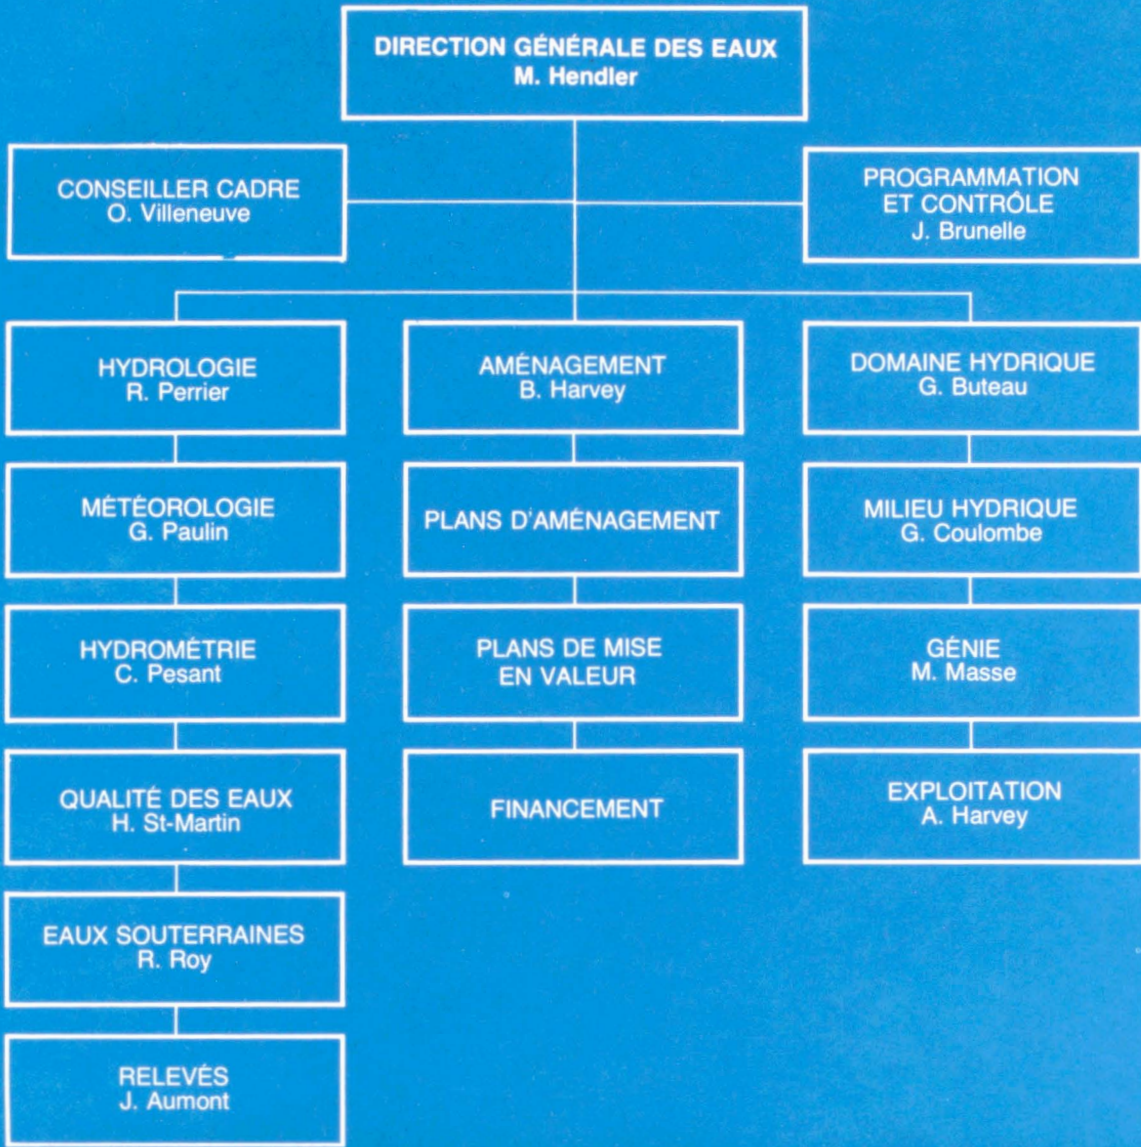 DIRECTION GÉNÉRALE DES EAUX
M. Hendler
CONSEILLER CADRE
O. Villeneuve
PROGRAMMATION
ET CONTRÔLE
J. Brunelle
HYDROLOGIE
R. Perrier
AMÉNAGEMENT
B. Harvey
DOMAINE HYDRIQUE
G. Buteau
MÉTÉOROLOGIE
G. Paulin
PLANS D'AMÉNAGEMENT
MILIEU HYDRIQUE
G. Coulombe
HYDROMÉTRIE
C. Pesant
PLANS DE MISE
EN VALEUR
GÉNIE
M. Masse
QUALITÉ DES EAUX
H. St-Martin
FINANCEMENT
EXPLOITATION
A. Harvey
EAUX SOUTERRAINES
R. Roy
RELEVÉS
J. Aumont